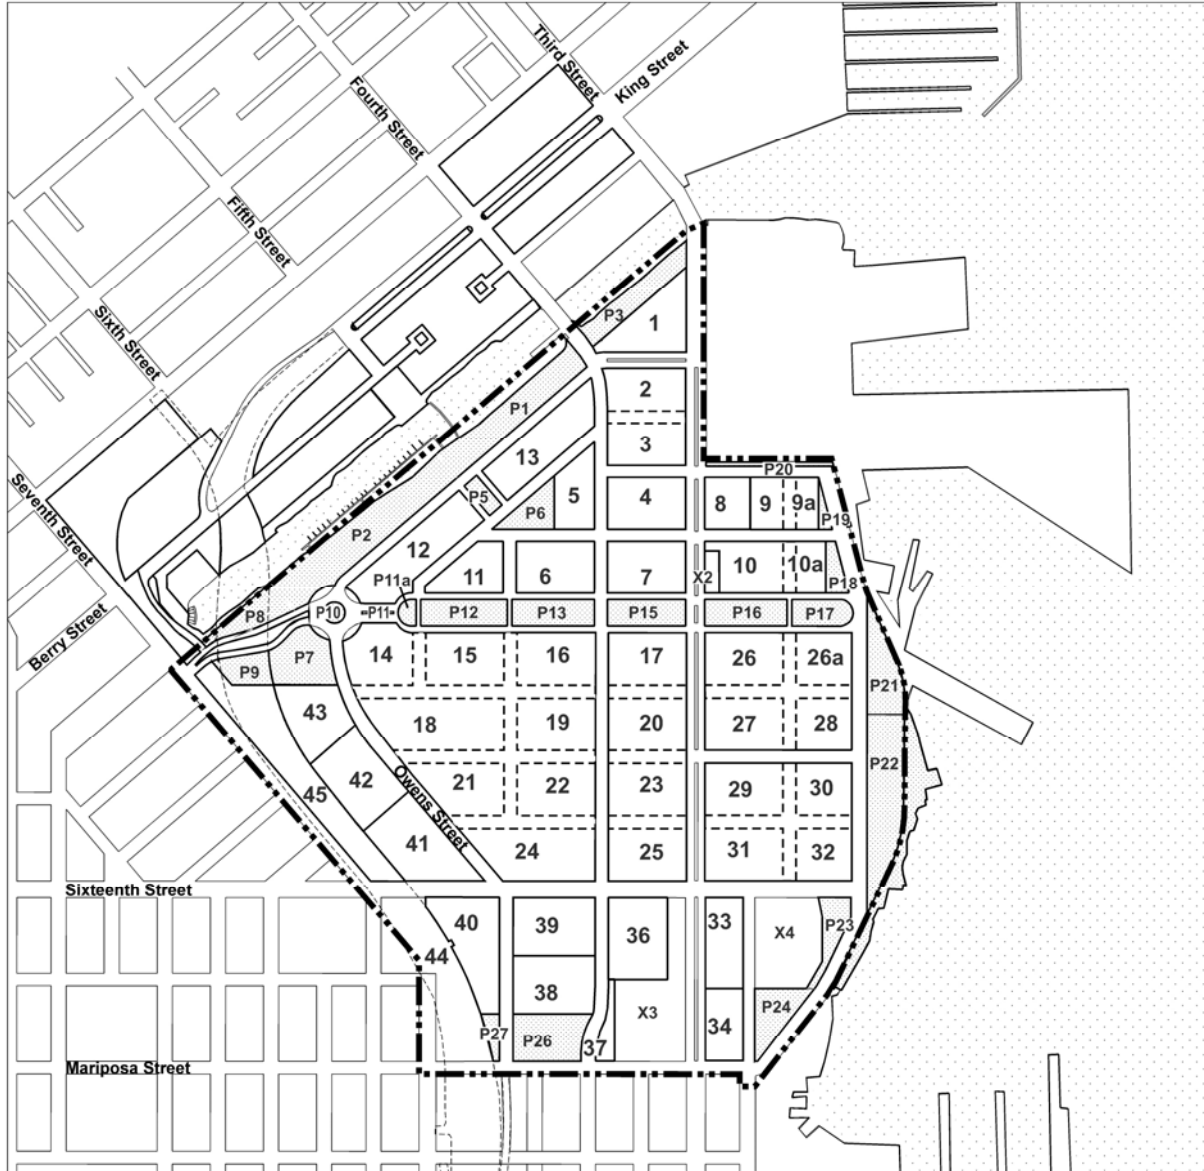 Third Street
King Street
Fourth Street
Fifth Street
Sixth Street
Seventh Street
Berry Street
P3
1
P1
2
3
13
P20
P5
P6
5
4
8
9
9a
P19
P2
12
P11a
11
6
7
X2
10
10a
P18
P8
P10
P11
P12
P13
P15
P16
P17
P9
P7
14
15
16
17
26
26a
P21
43
18
19
20
27
28
P22
45
42
Owens Street
21
22
23
29
30
41
24
25
31
32
Sixteenth Street
40
39
36
33
X4
P23
44
38
X3
34
P24
P27
P26
37
Mariposa Street